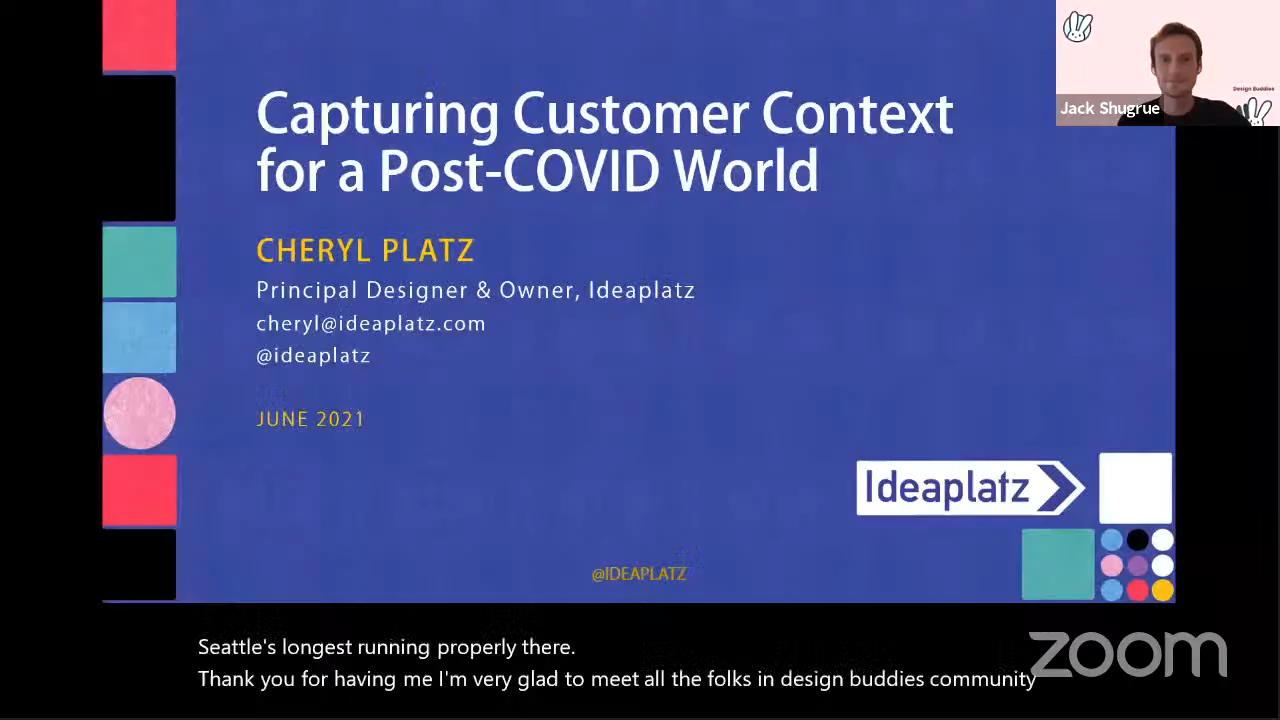 Capturing Customer Context
for a Post-COVID World
CHERYL PLATZ
Principal Designer & Owner, Ideaplatz
cheryl@ideaplatz.com
@ideaplatz
JUNE 2021
Ideaplatz
@IDEAPLATZ
Jack Shugrue
Design Buddies
Seattle's longest running properly there.
Thank you for having me I'm very glad to meet all the folks in design buddies community
zoom